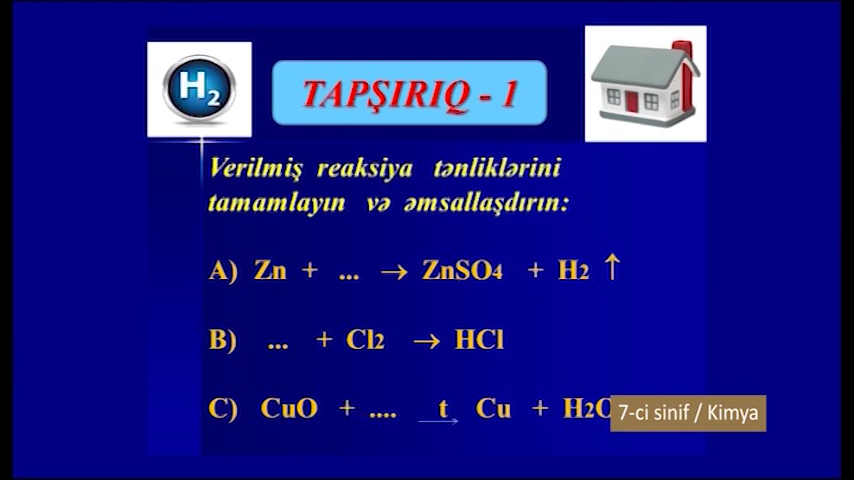 H2
TAPŞIRIQ - 1
Verilmiş reaksiya tənliklərini
tamamlayın və əmsallaşdırın:
A) Zn + ... → ZnSO4 + H2 ↑
B) ... + Cl2 → HCl
C) CuO + .... t → Cu + H2O
7-ci sinif / Kimya